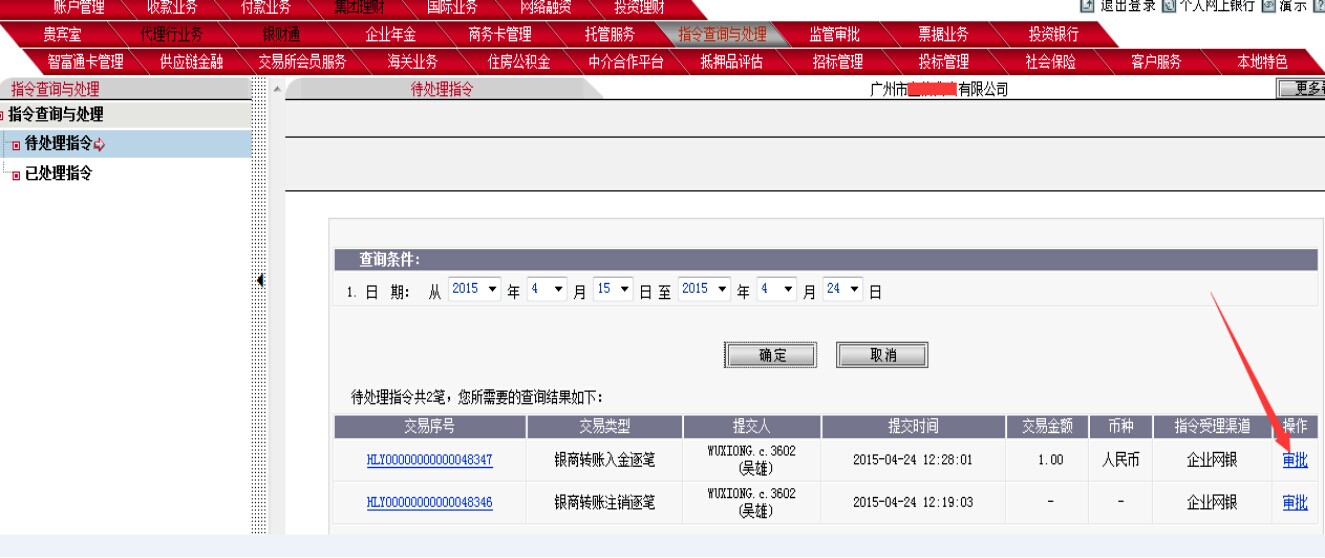 账户管理 收款业务 付款业务 集团理财 国际业务 网络融资 投资理财 退出登录 个人网上银行 演示
贵宾室 代理行业务 银财通 企业年金 商务卡管理 托管服务 指令查询与处理 监管审批 票据业务 投资银行
智富通卡管理 供应链金融 交易所会员服务 海关业务 住房公积金 中介合作平台 抵押品评估 招标管理 投标管理 社会保险 客户服务 本地特色
指令查询与处理 待处理指令 广州市 有限公司 更多
指令查询与处理
待处理指令
已处理指令
查询条件:
1. 日 期: 从 2015 年 4 月 15 日 至 2015 年 4 月 24 日
确定 取消
待处理指令共2笔，您所需要的查询结果如下:
交易序号 交易类型 提交人 提交时间 交易金额 币种 指令受理渠道 操作
HLY00000000000048347 银商转账入金逐笔 WUXIONG.c.3602 (吴雄) 2015-04-24 12:28:01 1.00 人民币 企业网银 审批
HLY00000000000048346 银商转账注销逐笔 WUXIONG.c.3602 (吴雄) 2015-04-24 12:19:03 - - 企业网银 审批